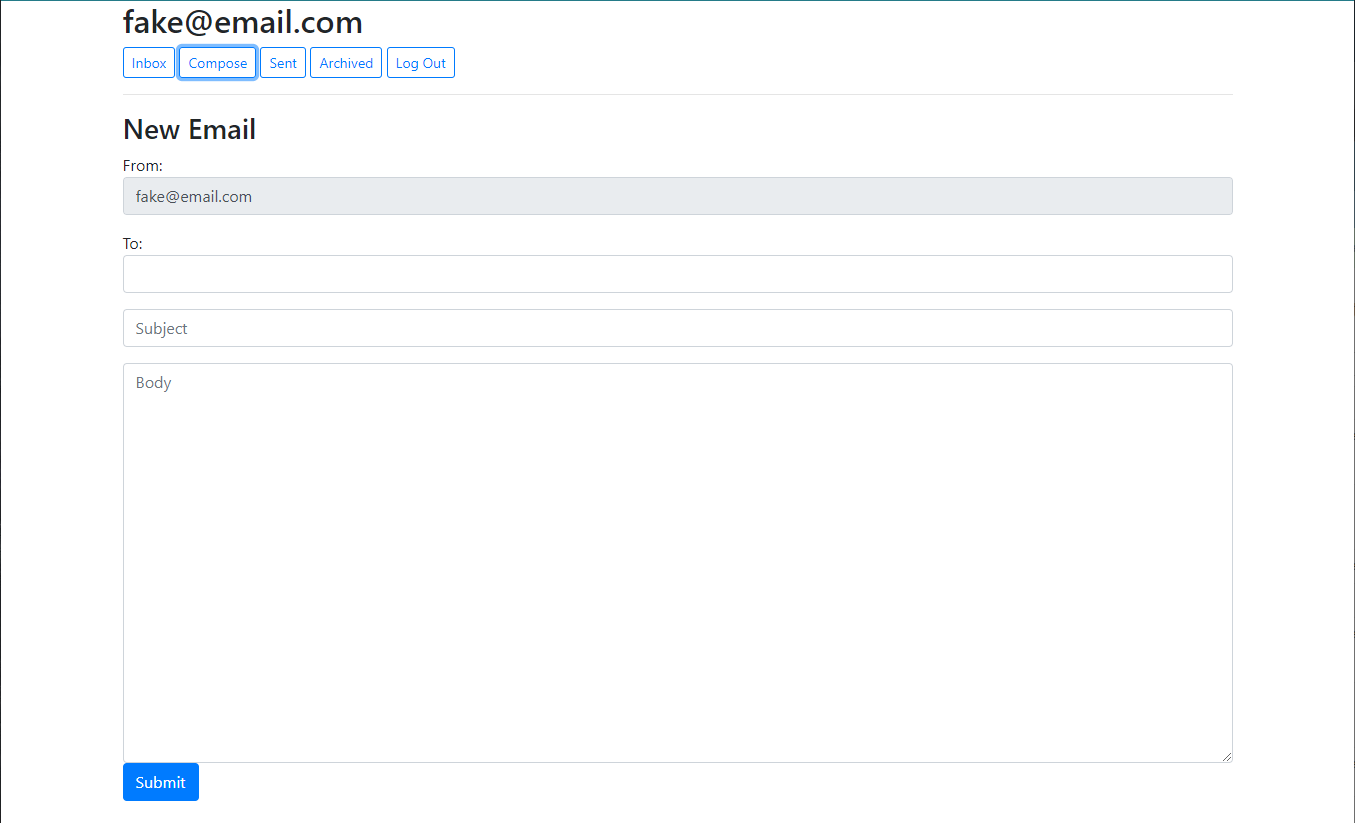 fake@email.com
Inbox Compose Sent Archived Log Out
New Email
From:
fake@email.com
To:
Subject
Body
Submit